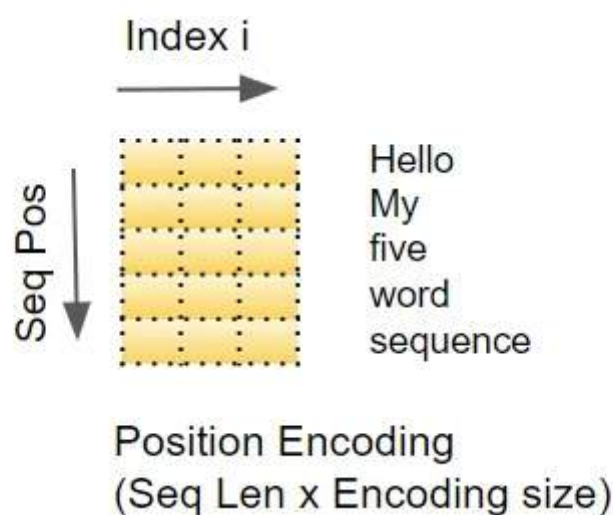 Index i
Seq Pos
Hello
My
five
word
sequence
Position Encoding
(Seq Len x Encoding size)